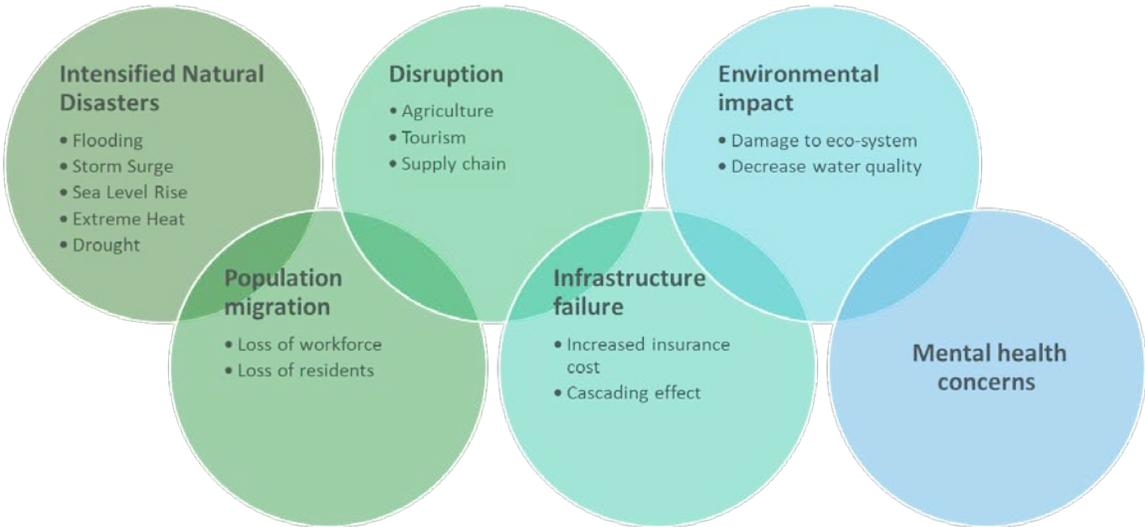 Intensified Natural
Disasters
• Flooding
• Storm Surge
• Sea Level Rise
• Extreme Heat
• Drought
Population
migration
• Loss of workforce
• Loss of residents
Disruption
• Agriculture
• Tourism
• Supply chain
Infrastructure
failure
• Increased insurance
cost
• Cascading effect
Environmental
impact
• Damage to eco-system
• Decrease water quality
Mental health
concerns